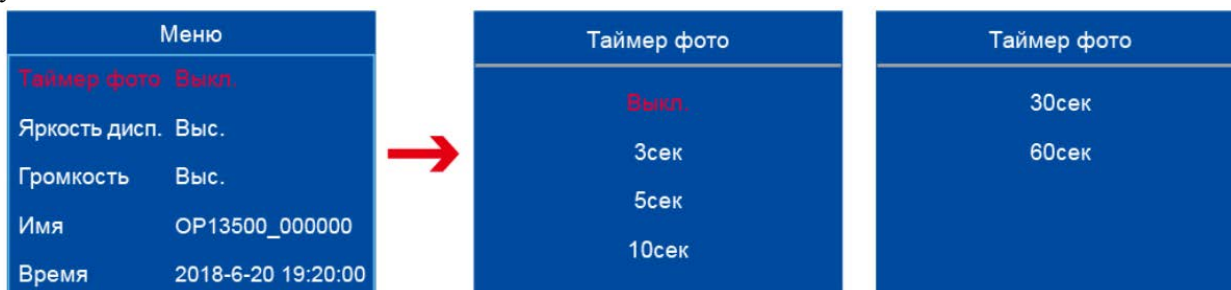 Меню
Таймер фото Выкл.
Яркость дисп. Выс.
Громкость Выс.
Имя OP13500_000000
Время 2018-6-20 19:20:00
Таймер фото
Выкл.
3сек
5сек
10сек
Таймер фото
30сек
60сек